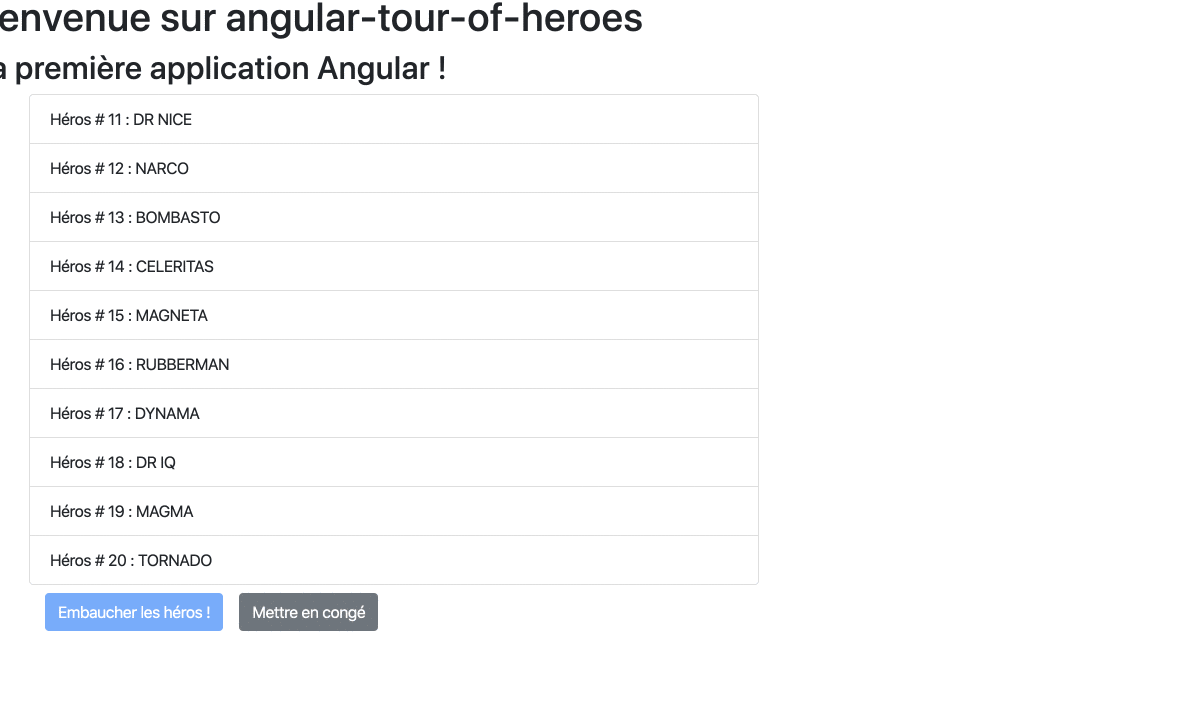 envenue sur angular-tour-of-heroes
a première application Angular !
Héros # 11 : DR NICE
Héros # 12 : NARCO
Héros # 13 : BOMBASTO
Héros # 14 : CELERITAS
Héros # 15 : MAGNETA
Héros # 16 : RUBBERMAN
Héros # 17 : DYNAMA
Héros # 18 : DR IQ
Héros # 19 : MAGMA
Héros # 20 : TORNADO
Embaucher les héros !
Mettre en congé